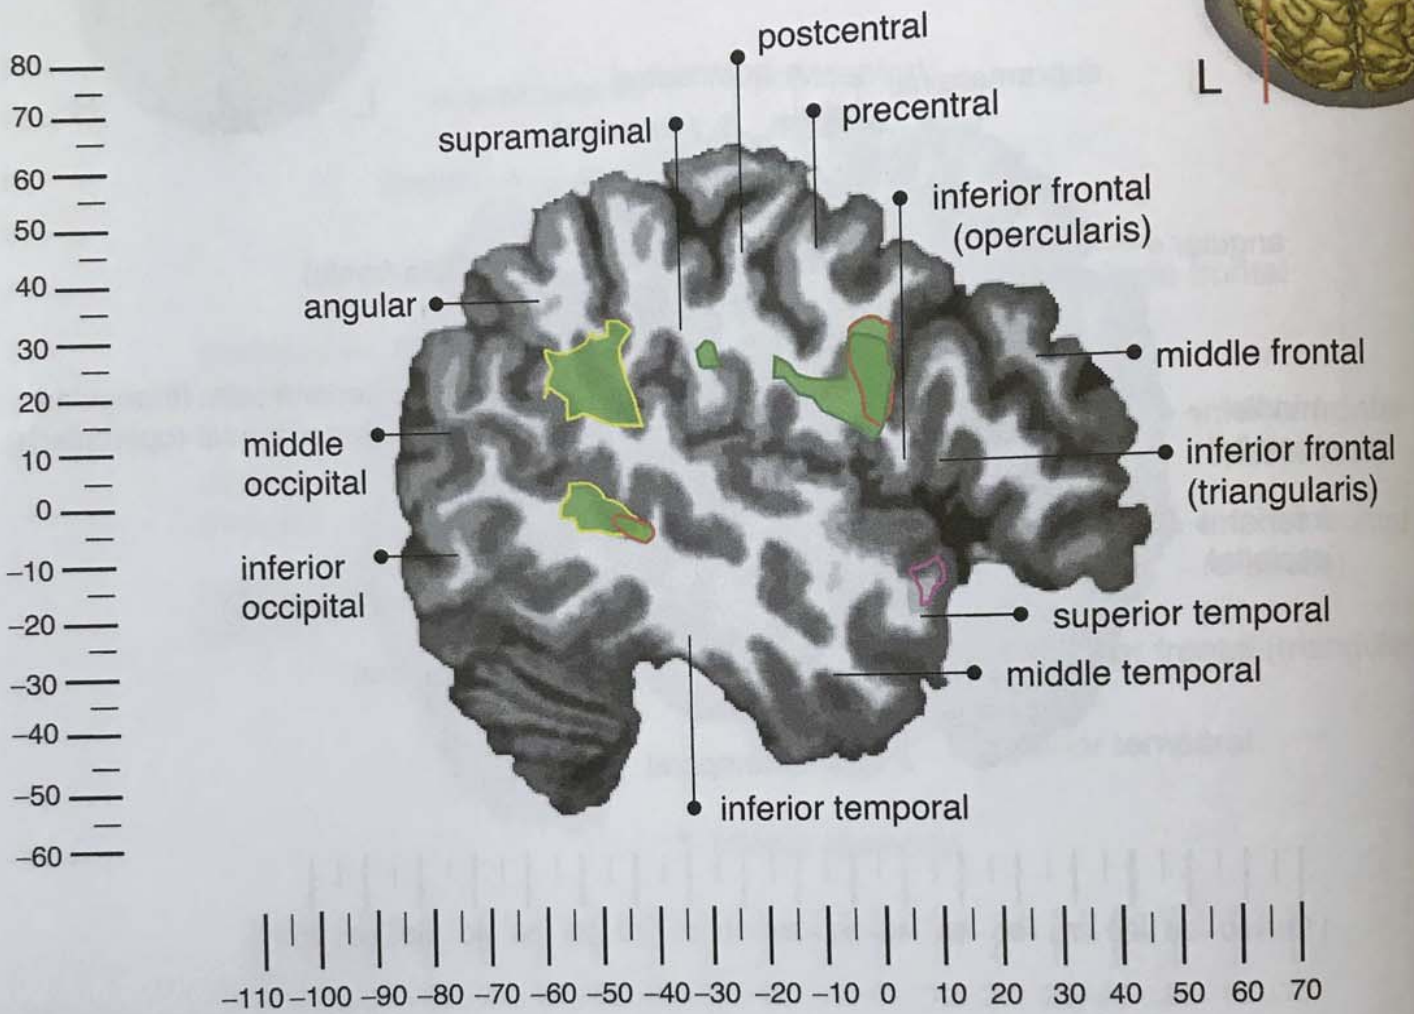 postcentral
precentral
supramarginal
inferior frontal
(opercularis)
angular
middle frontal
middle
occipital
inferior frontal
(triangularis)
inferior
occipital
superior temporal
middle temporal
inferior temporal
L
80
70
60
50
40
30
20
10
0
–10
–20
–30
–40
–50
–60
–110 –100 –90 –80 –70 –60 –50 –40 –30 –20 –10 0 10 20 30 40 50 60 70